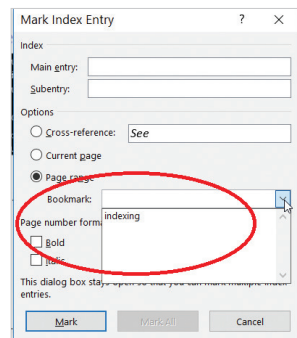 Mark Index Entry ? ×
Index
Main entry:
Subentry:
Options
Cross-reference: See
Current page
Page range
Bookmark:
indexing
Page number forma
Bold
Italic
This dialog box stays open so that you can mark multiple index
entries.
Mark Mark All Cancel